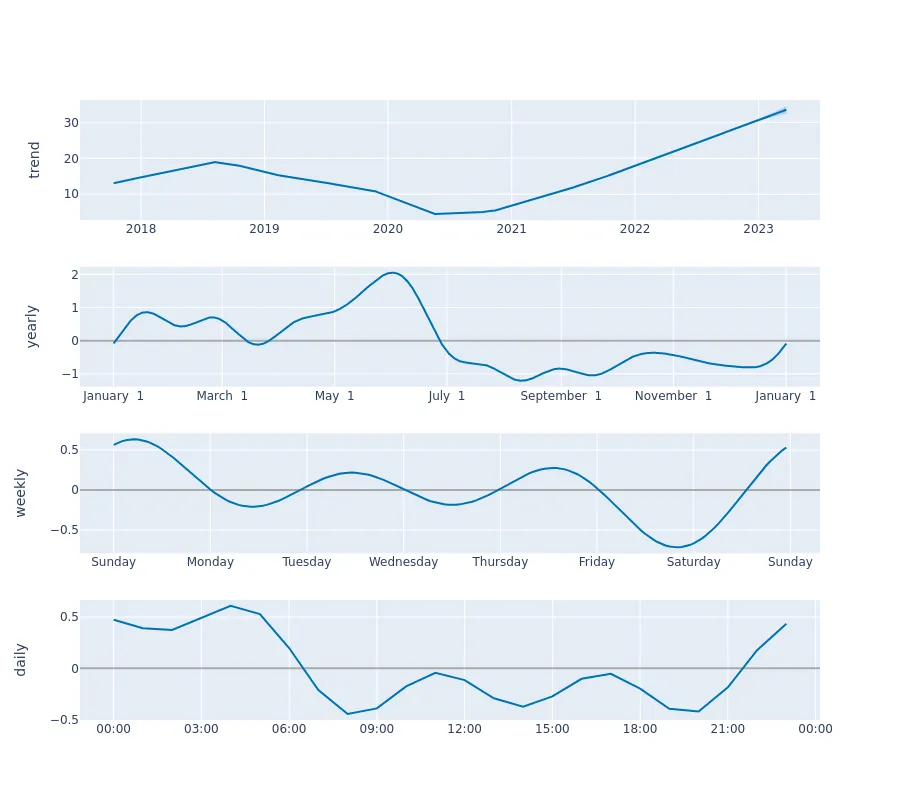 trend
30
20
10
2018 2019 2020 2021 2022 2023
yearly
2
1
0
−1
January 1 March 1 May 1 July 1 September 1 November 1 January 1
weekly
0.5
0
−0.5
Sunday Monday Tuesday Wednesday Thursday Friday Saturday Sunday
daily
0.5
0
−0.5
00:00 03:00 06:00 09:00 12:00 15:00 18:00 21:00 00:00